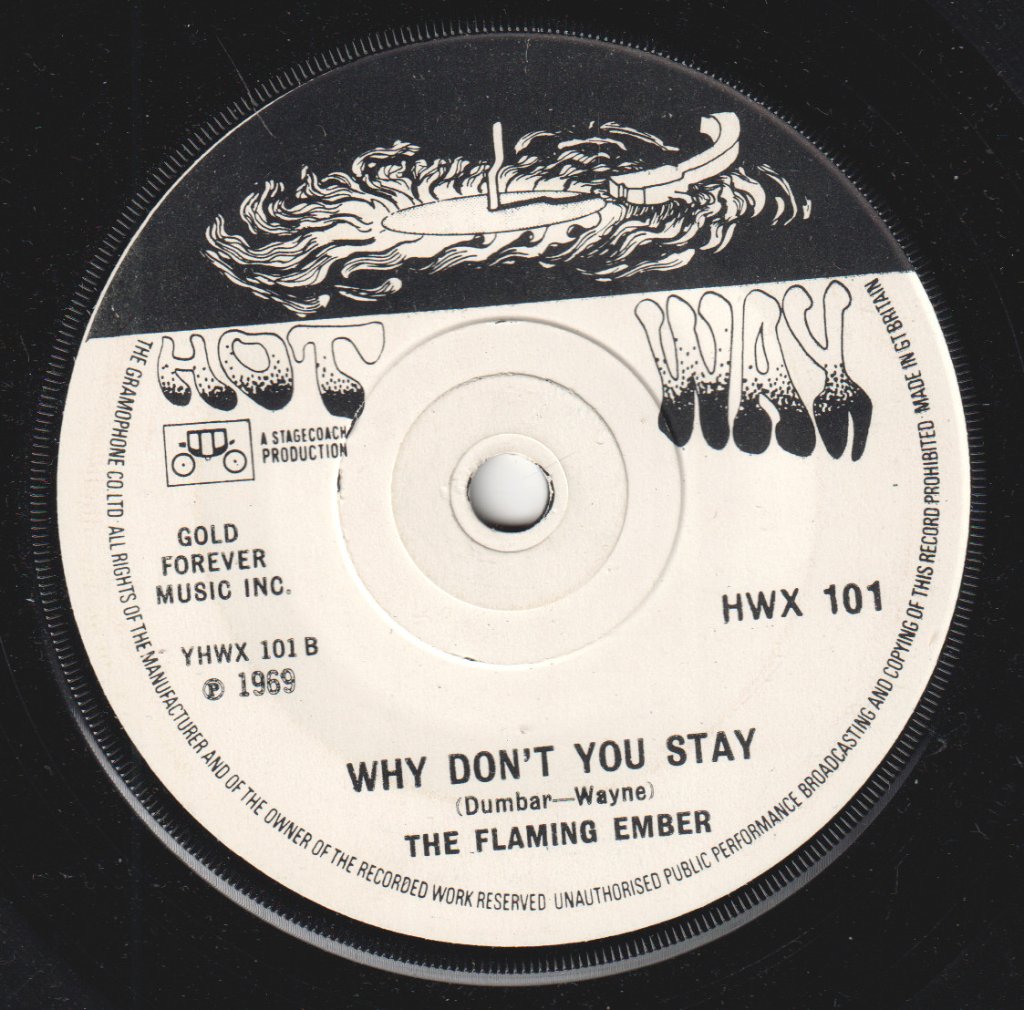 HOT WAX
A STAGECOACH
PRODUCTION
GOLD
FOREVER
MUSIC INC.
YHWX 101 B
℗ 1969
HWX 101
WHY DON'T YOU STAY
(Dumbar—Wayne)
THE FLAMING EMBER
THE GRAMOPHONE CO. LTD · ALL RIGHTS OF THE MANUFACTURER AND OF THE OWNER OF THE RECORDED WORK RESERVED · UNAUTHORISED PUBLIC PERFORMANCE BROADCASTING AND COPYING OF THIS RECORD PROHIBITED · MADE IN GT BRITAIN